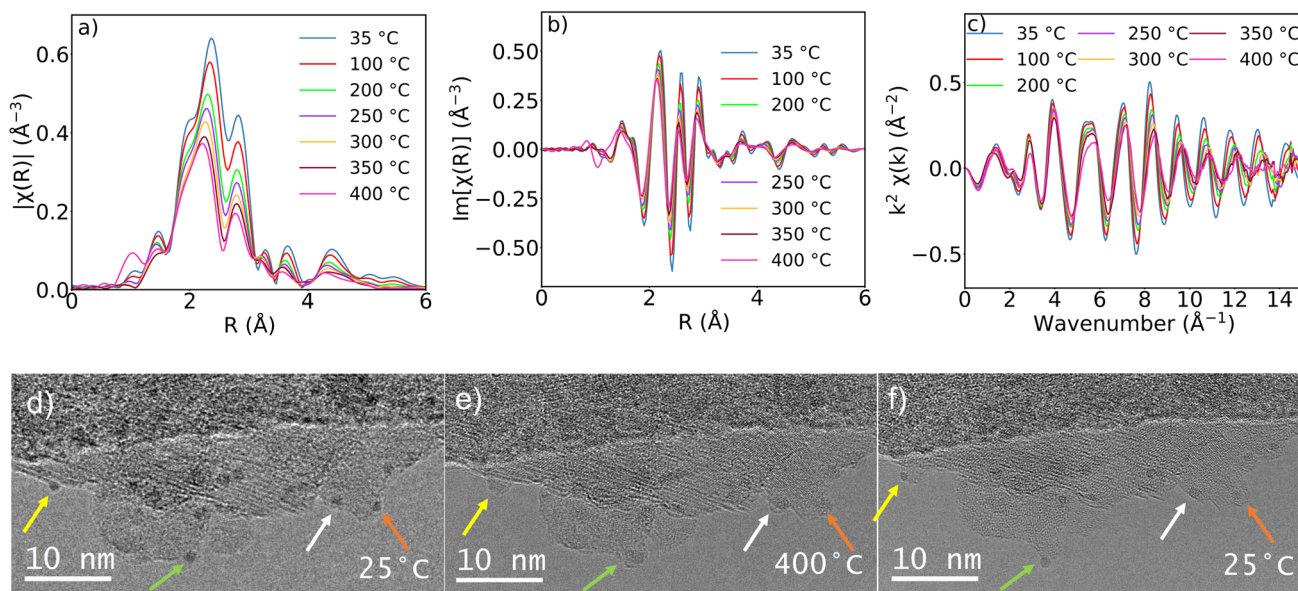 a)
0.6
0.4
0.2
0.0
|χ(R)| (Å⁻³)
35 °C
100 °C
200 °C
250 °C
300 °C
350 °C
400 °C
0 2 4 6
R (Å)
b)
0.50
0.25
0.00
−0.25
−0.50
Im[χ(R)] (Å⁻³)
35 °C
100 °C
200 °C
250 °C
300 °C
350 °C
400 °C
0 2 4 6
R (Å)
c)
35 °C 250 °C 350 °C
100 °C 300 °C 400 °C
200 °C
0.5
0.0
−0.5
k² χ(k) (Å⁻²)
0 2 4 6 8 10 12 14
Wavenumber (Å⁻¹)
d)
10 nm
25°C
e)
10 nm
400°C
f)
10 nm
25°C